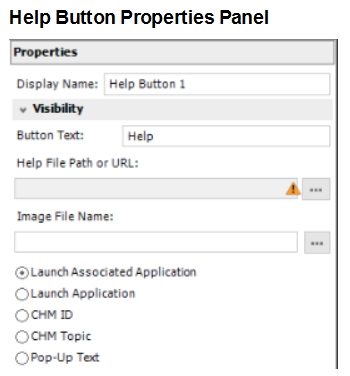 Help Button Properties Panel
Properties
Display Name: Help Button 1
Visibility
Button Text: Help
Help File Path or URL:
...
Image File Name:
...
Launch Associated Application
Launch Application
CHM ID
CHM Topic
Pop-Up Text